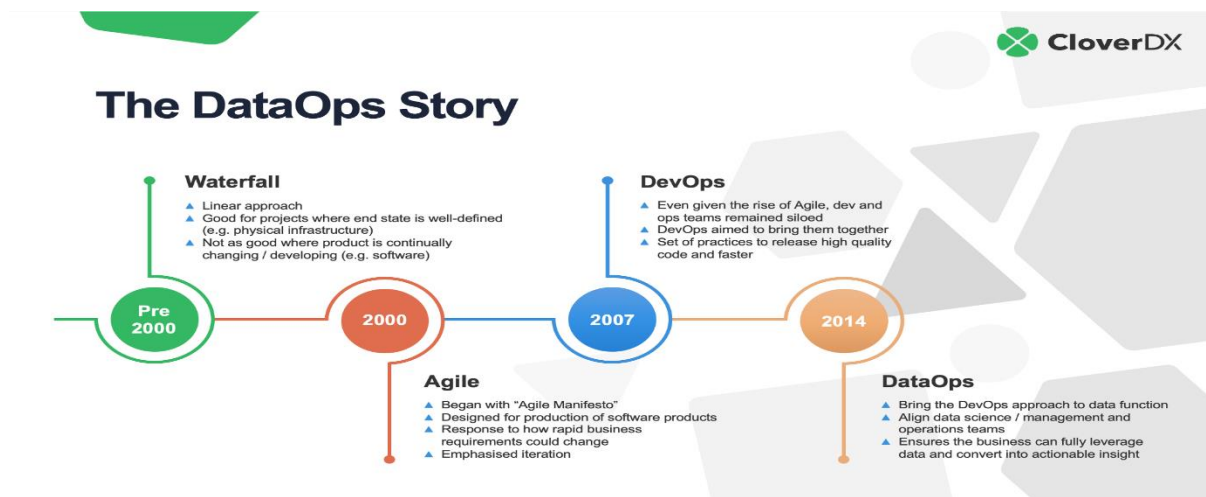 CloverDX
The DataOps Story
Waterfall
Linear approach
Good for projects where end state is well-defined
(e.g. physical infrastructure)
Not as good where product is continually
changing / developing (e.g. software)
DevOps
Even given the rise of Agile, dev and
ops teams remained siloed
DevOps aimed to bring them together
Set of practices to release high quality
code and faster
Pre
2000
2000
2007
2014
Agile
Began with “Agile Manifesto”
Designed for production of software products
Response to how rapid business
requirements could change
Emphasised iteration
DataOps
Bring the DevOps approach to data function
Align data science / management and
operations teams
Ensures the business can fully leverage
data and convert into actionable insight